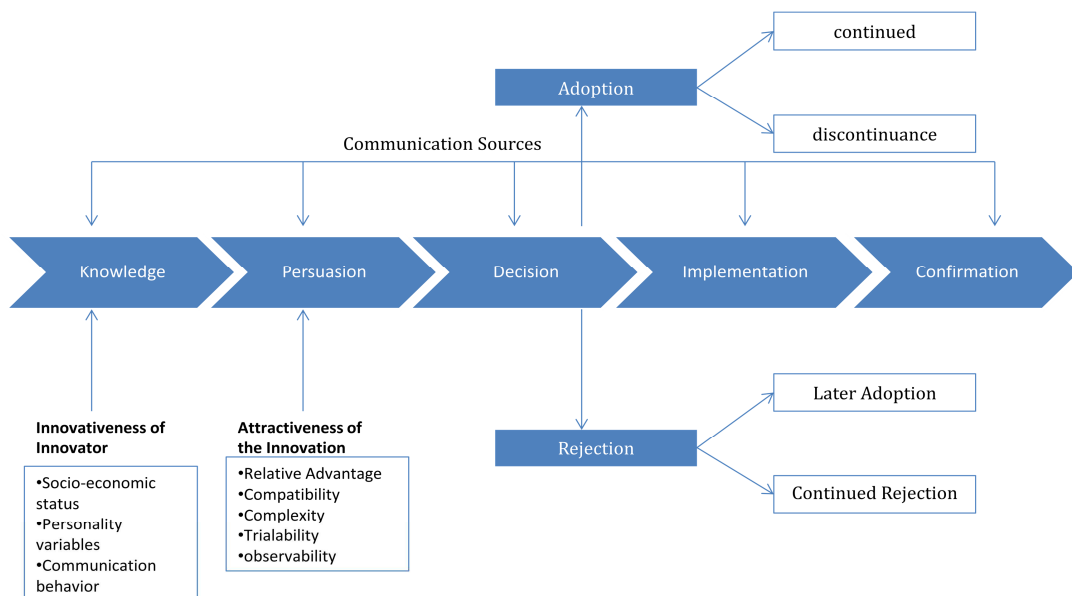 continued
Adoption
discontinuance
Communication Sources
Knowledge
Persuasion
Decision
Implementation
Confirmation
Later Adoption
Rejection
Continued Rejection
Innovativeness of
Innovator
•Socio-economic
status
•Personality
variables
•Communication
behavior
Attractiveness of
the Innovation
•Relative Advantage
•Compatibility
•Complexity
•Trialability
•observability